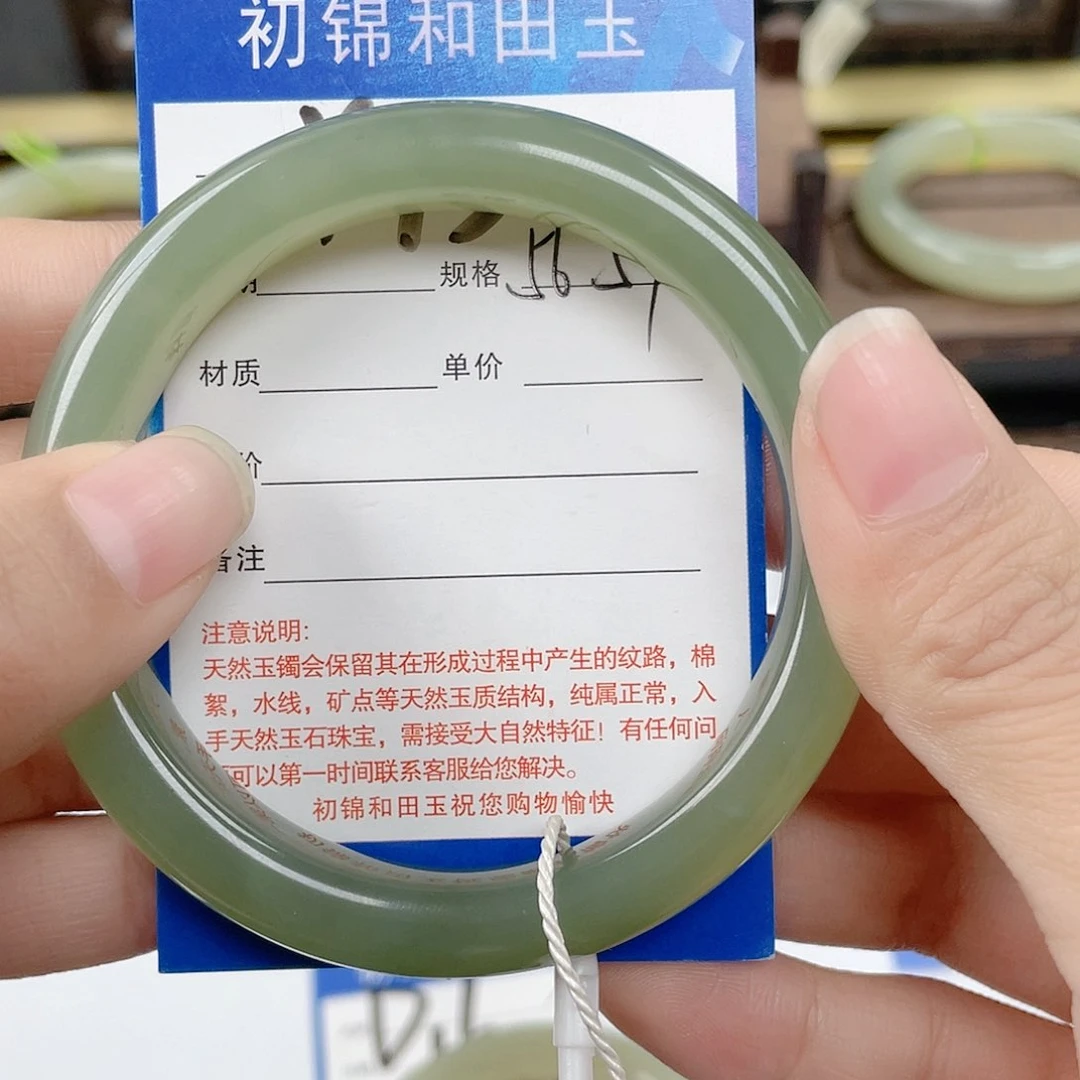 初锦和田玉
规格 56.5
材质 单价
价
备注
注意说明:
天然玉镯会保留其在形成过程中产生的纹路，棉
絮，水线，矿点等天然玉质结构，纯属正常，入
手天然玉石珠宝，需接受大自然特征！有任何问
可以第一时间联系客服给您解决。
初锦和田玉祝您购物愉快